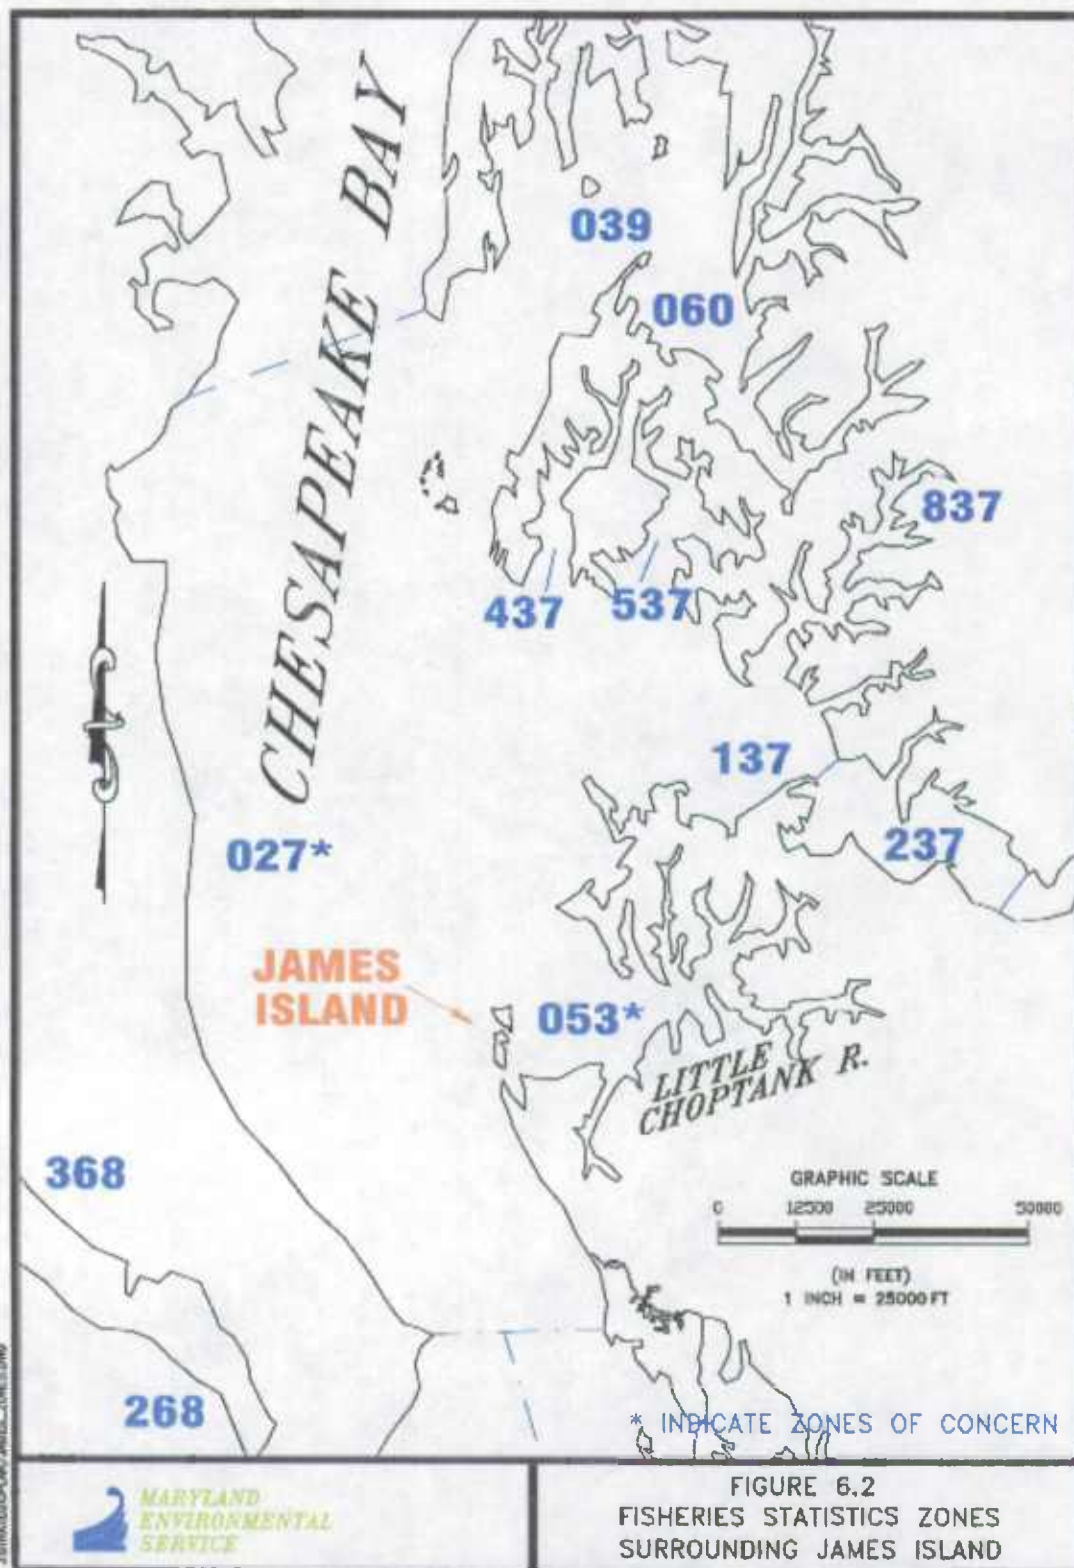 CHESAPEAKE BAY
039
060
837
437
537
137
237
027*
JAMES
ISLAND
053*
LITTLE
CHOPTANK R.
368
268
GRAPHIC SCALE
0 12500 25000 50000
(IN FEET)
1 INCH = 25000 FT
* INDICATE ZONES OF CONCERN
MARYLAND
ENVIRONMENTAL
SERVICE
FIGURE 6.2
FISHERIES STATISTICS ZONES
SURROUNDING JAMES ISLAND